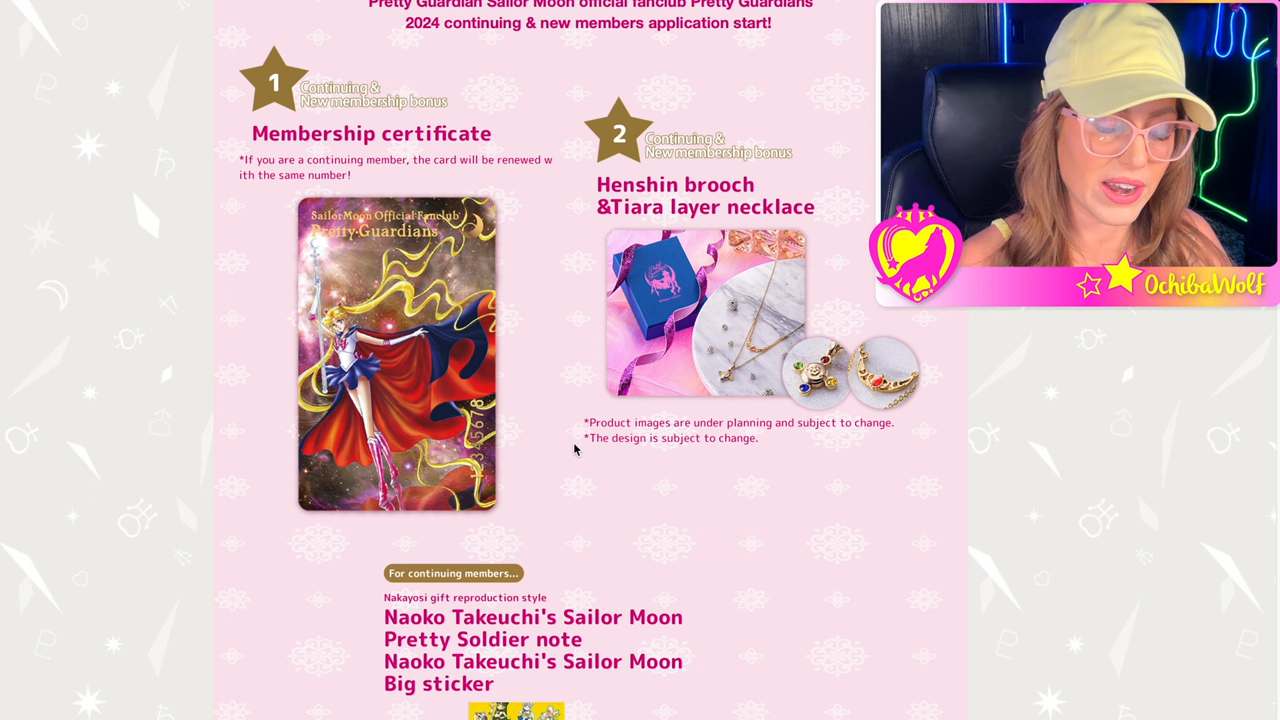 Pretty Guardian Sailor Moon official fanclub Pretty Guardians
2024 continuing & new members application start!
1
Continuing &
New membership bonus
Membership certificate
*If you are a continuing member, the card will be renewed w
ith the same number!
SailorMoon Official Fanclub
Pretty Guardians
12345678
2
Continuing &
New membership bonus
Henshin brooch
&Tiara layer necklace
*Product images are under planning and subject to change.
*The design is subject to change.
OchibaWolf
For continuing members...
Nakayosi gift reproduction style
Naoko Takeuchi's Sailor Moon
Pretty Soldier note
Naoko Takeuchi's Sailor Moon
Big sticker